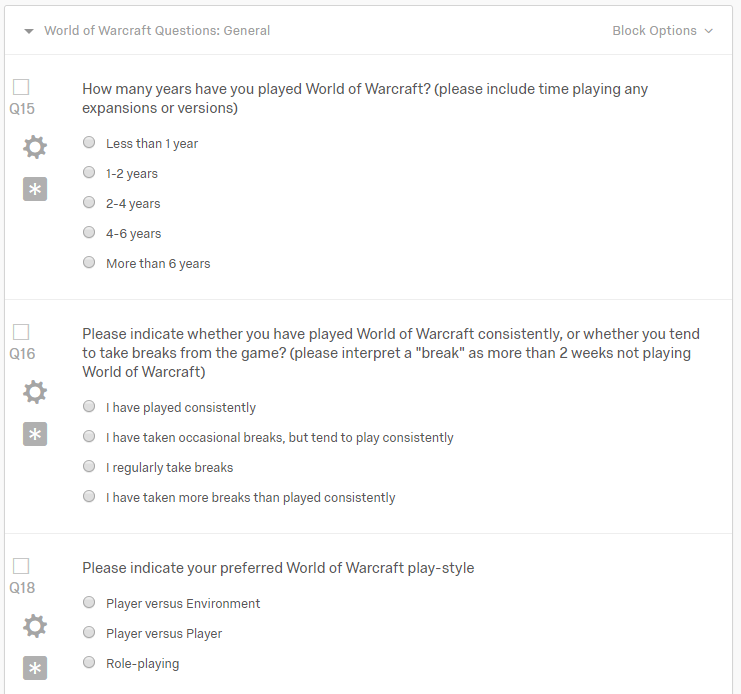 World of Warcraft Questions: General
Block Options
Q15
How many years have you played World of Warcraft? (please include time playing any
expansions or versions)
Less than 1 year
1-2 years
2-4 years
4-6 years
More than 6 years
Q16
Please indicate whether you have played World of Warcraft consistently, or whether you tend
to take breaks from the game? (please interpret a "break" as more than 2 weeks not playing
World of Warcraft)
I have played consistently
I have taken occasional breaks, but tend to play consistently
I regularly take breaks
I have taken more breaks than played consistently
Q18
Please indicate your preferred World of Warcraft play-style
Player versus Environment
Player versus Player
Role-playing